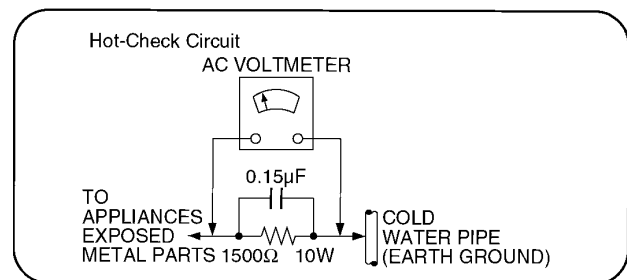 Hot-Check Circuit
AC VOLTMETER
0.15µF
TO
APPLIANCES
EXPOSED
METAL PARTS
1500Ω 10W
COLD
WATER PIPE
(EARTH GROUND)